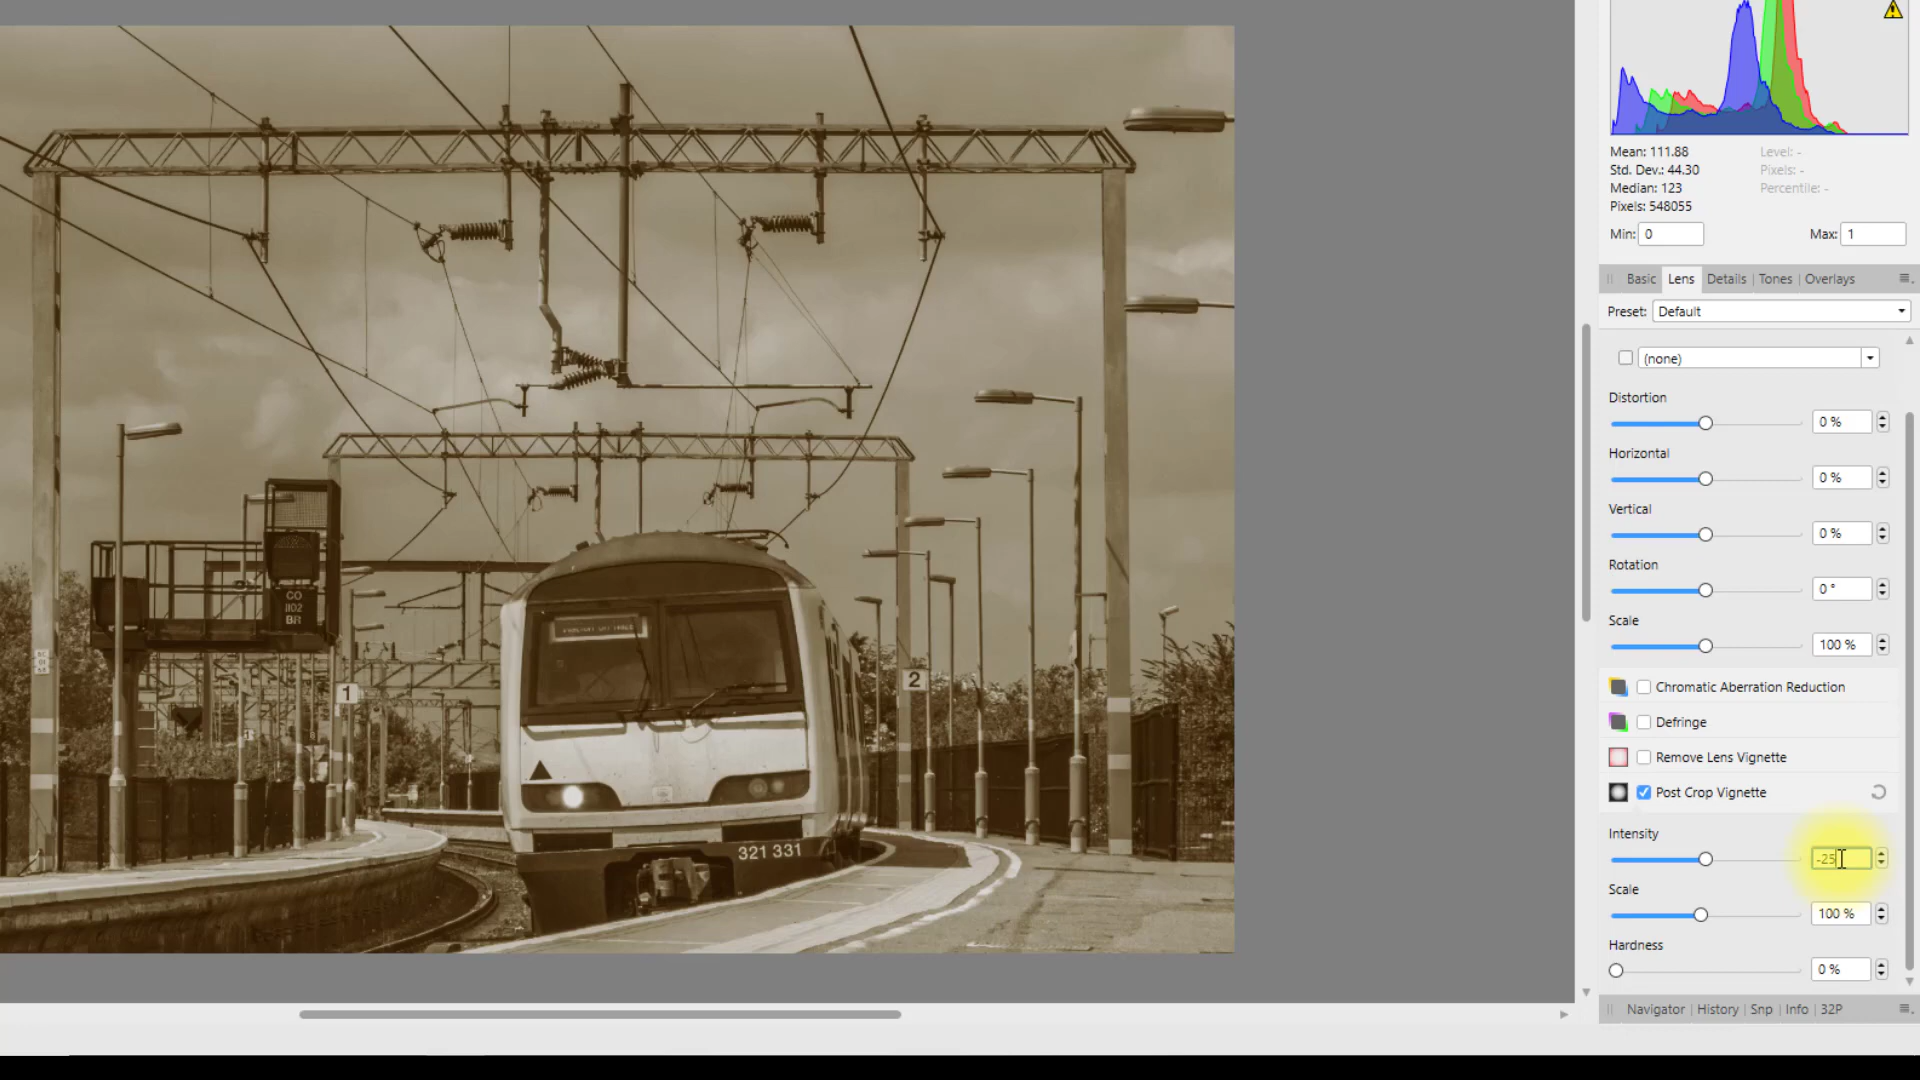 Mean: 111.88
Std. Dev.: 44.30
Median: 123
Pixels: 548055
Level: -
Pixels: -
Percentile: -
Min: 0
Max: 1
Basic Lens Details Tones Overlays
Preset: Default
(none)
Distortion
0 %
Horizontal
0 %
Vertical
0 %
Rotation
0 °
Scale
100 %
Chromatic Aberration Reduction
Defringe
Remove Lens Vignette
Post Crop Vignette
Intensity
-25
Scale
100 %
Hardness
0 %
Navigator History Snp Info 32P
CO
1102
BR
1
2
321 331